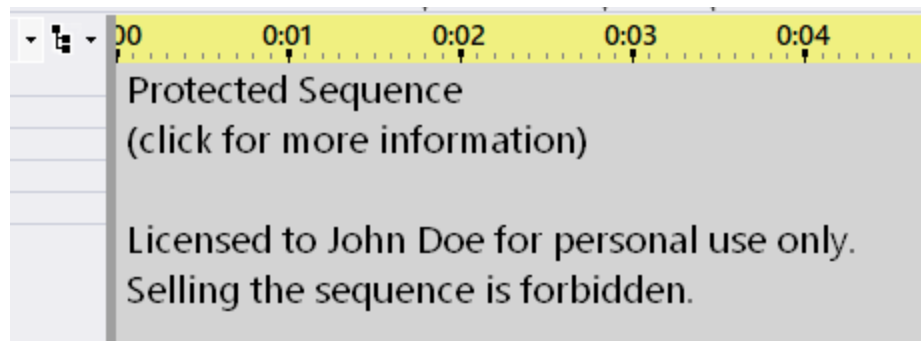 00 0:01 0:02 0:03 0:04
Protected Sequence
(click for more information)
Licensed to John Doe for personal use only.
Selling the sequence is forbidden.